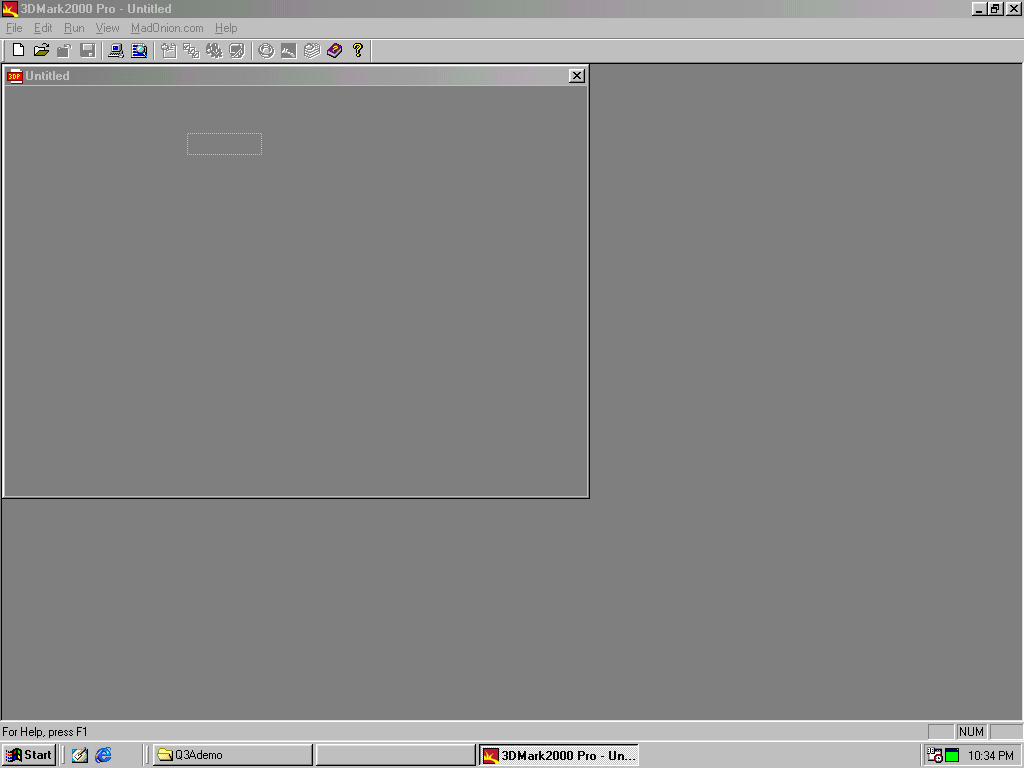 3DMark2000 Pro - Untitled
File Edit Run View MadOnion.com Help
3DP Untitled
For Help, press F1
NUM
Start
Q3Ademo
3DMark2000 Pro - Un...
10:34 PM